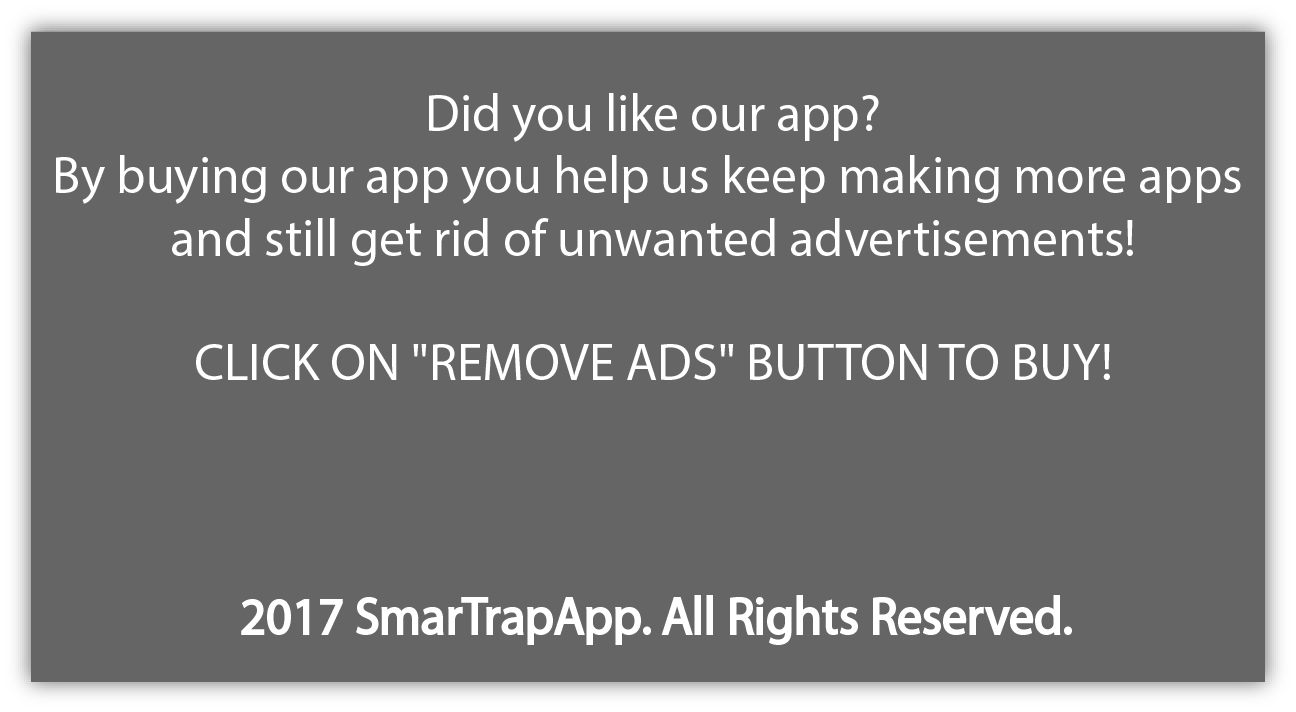 Did you like our app?
By buying our app you help us keep making more apps
and still get rid of unwanted advertisements!
CLICK ON "REMOVE ADS" BUTTON TO BUY!
2017 SmarTrapApp. All Rights Reserved.